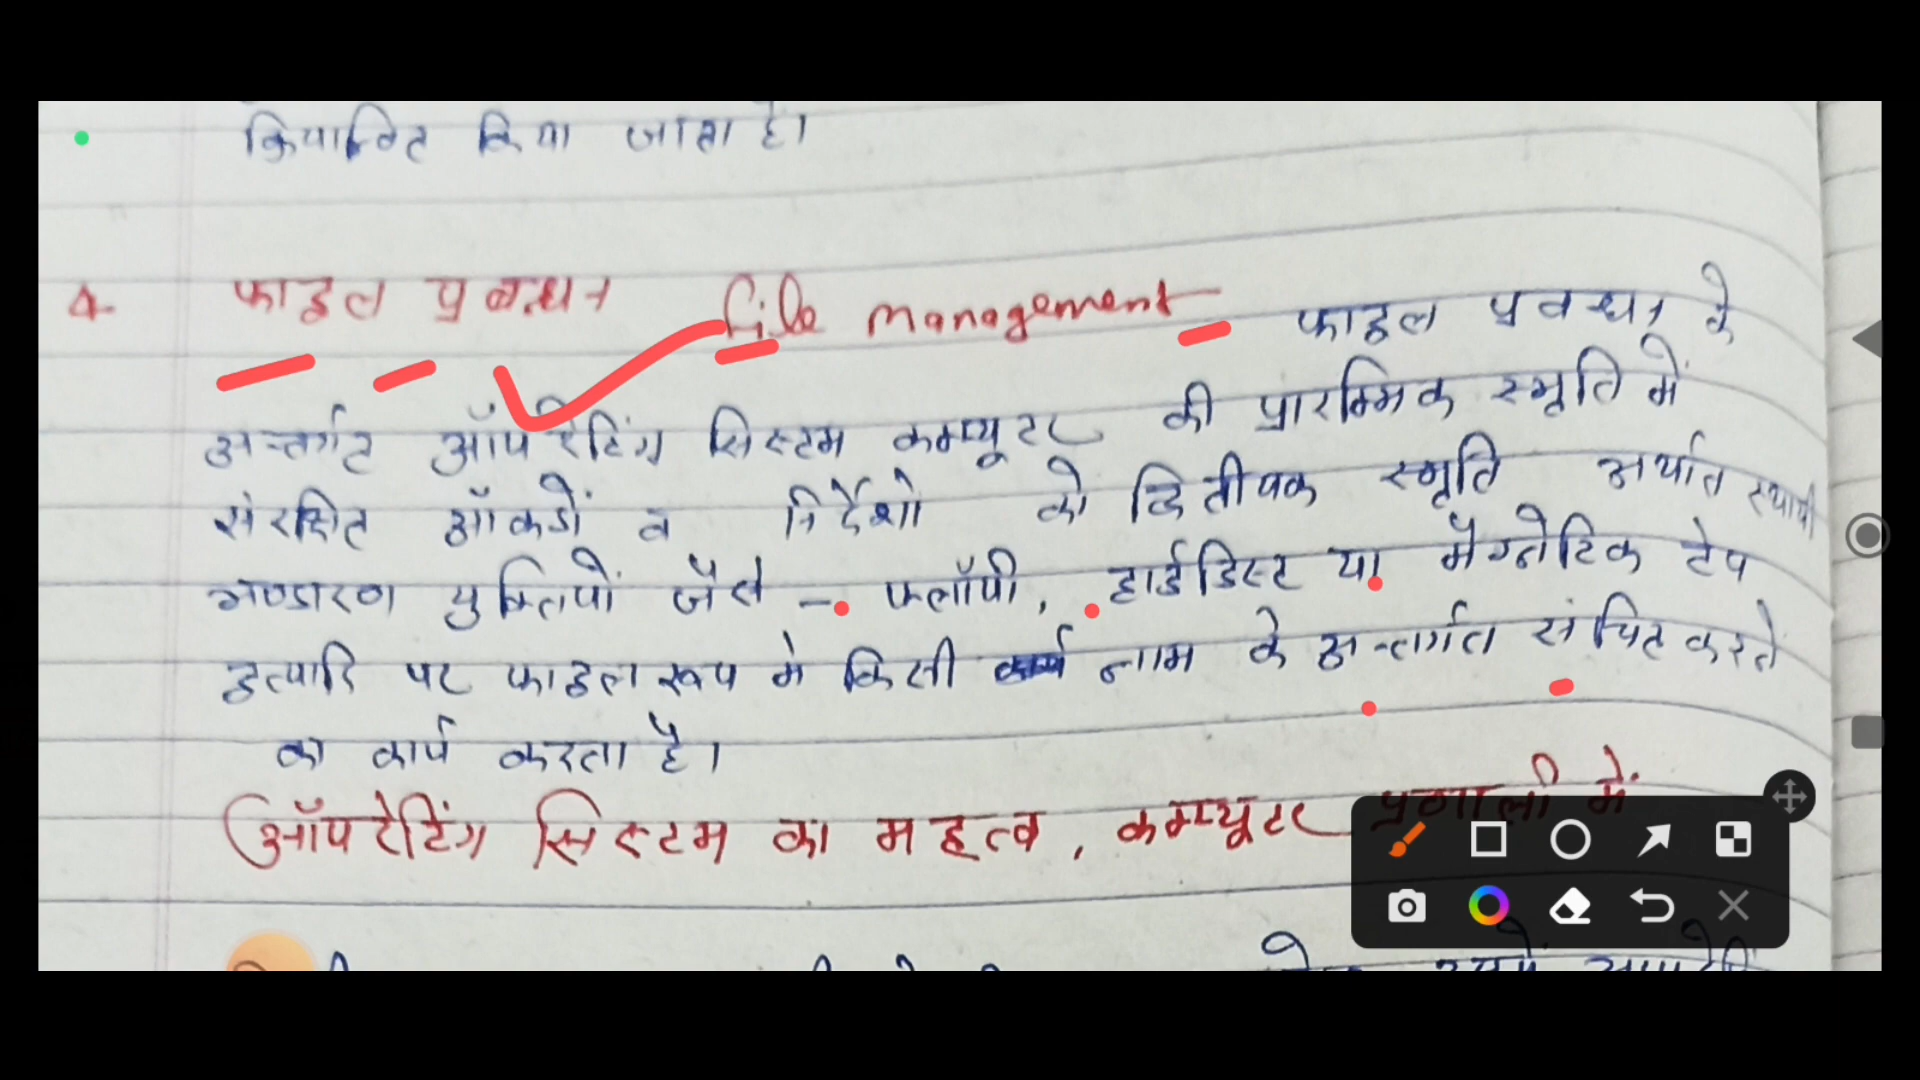 क्रियान्वित किया जाता है।
4. फाइल प्रबन्धन file management — फाइल प्रबन्धन के
अन्तर्गत ऑपरेटिंग सिस्टम कम्प्यूटर की प्रारम्भिक स्मृति में
संरक्षित आँकडों व निर्देशो को द्वितीयक स्मृति अर्थात स्थायी
भण्डारण युक्तियों जैसे — फ्लॉपी, हार्डडिस्ट या मैग्नेटिक टेप
इत्यादि पर फाइल रूप मे किसी नाम के अन्तर्गत संचित करते
का कार्य करता है।
ऑपरेटिंग सिस्टम का महत्व, कम्प्यूटर प्रणाली में